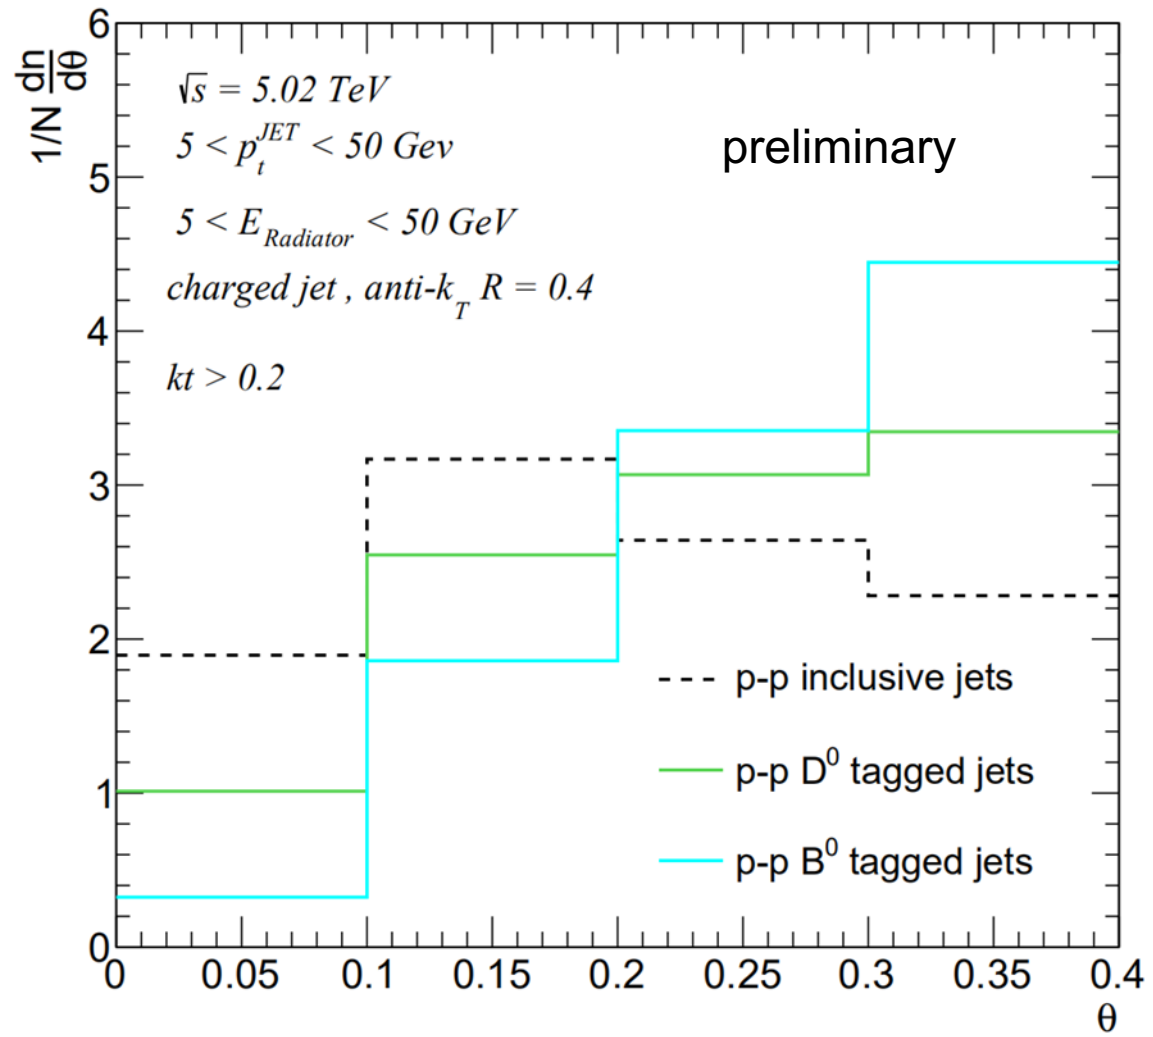 6
5
4
3
2
1
0
1/N dn/dθ
√s = 5.02 TeV
5 < p_t^JET < 50 Gev
preliminary
5 < E_Radiator < 50 GeV
charged jet , anti-k_T R = 0.4
kt > 0.2
p-p inclusive jets
p-p D^0 tagged jets
p-p B^0 tagged jets
0 0.05 0.1 0.15 0.2 0.25 0.3 0.35 0.4
θ